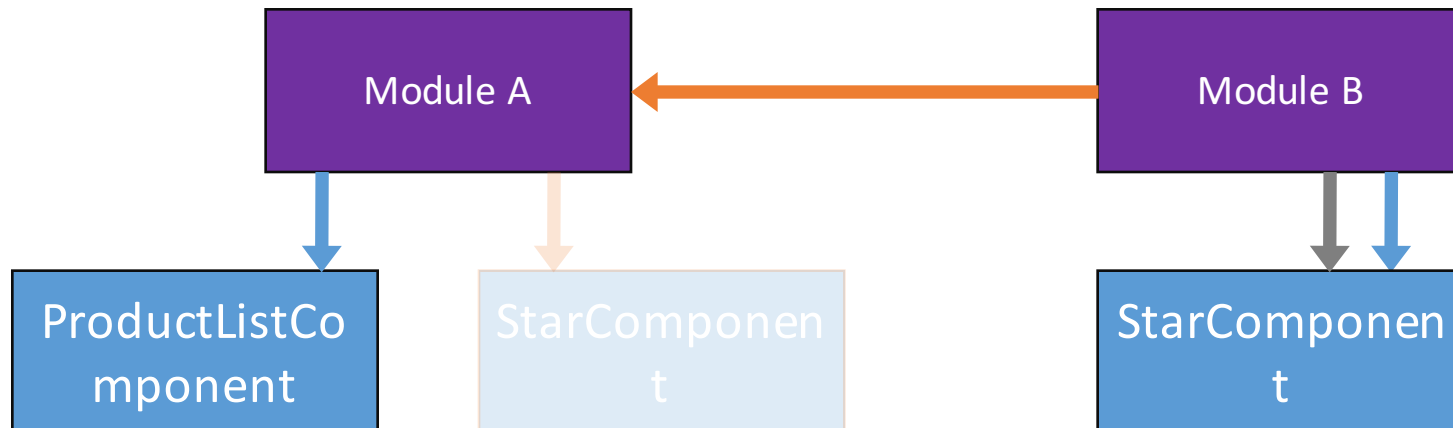 Module A
Module B
ProductListCo
mponent
StarComponen
t
StarComponen
t